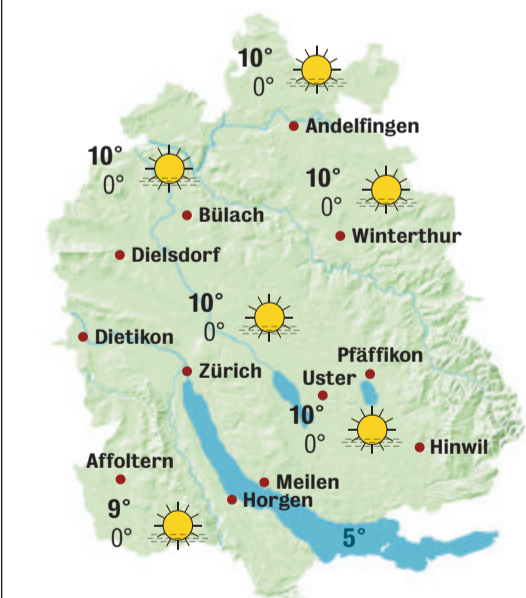 10°
0°
Andelfingen
10°
0°
10°
0°
Bülach
Winterthur
Dielsdorf
10°
0°
Dietikon
Pfäffikon
Zürich
Uster
10°
0°
Hinwil
Affoltern
Meilen
Horgen
9°
0°
5°